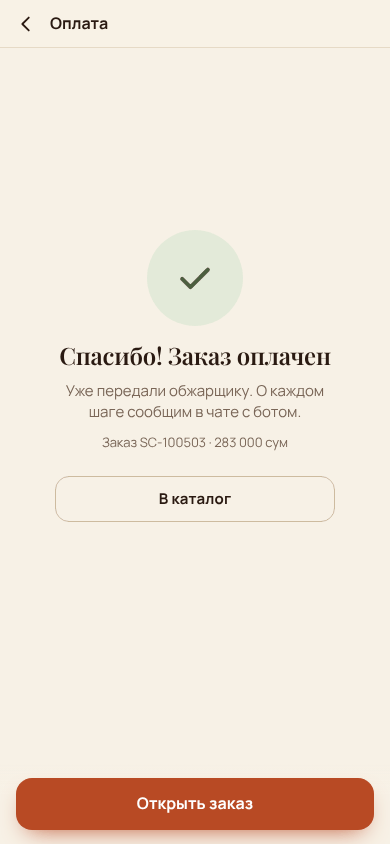 Оплата
Спасибо! Заказ оплачен
Уже передали обжарщику. О каждом
шаге сообщим в чате с ботом.
Заказ SC-100503 · 283 000 сум
В каталог
Открыть заказ